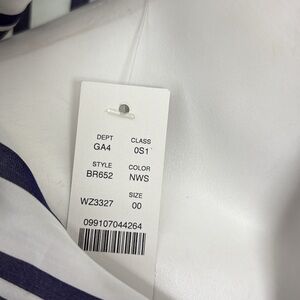 DEPT CLASS
GA4 0S1
STYLE COLOR
BR652 NWS
SIZE
WZ3327 00
099107044264